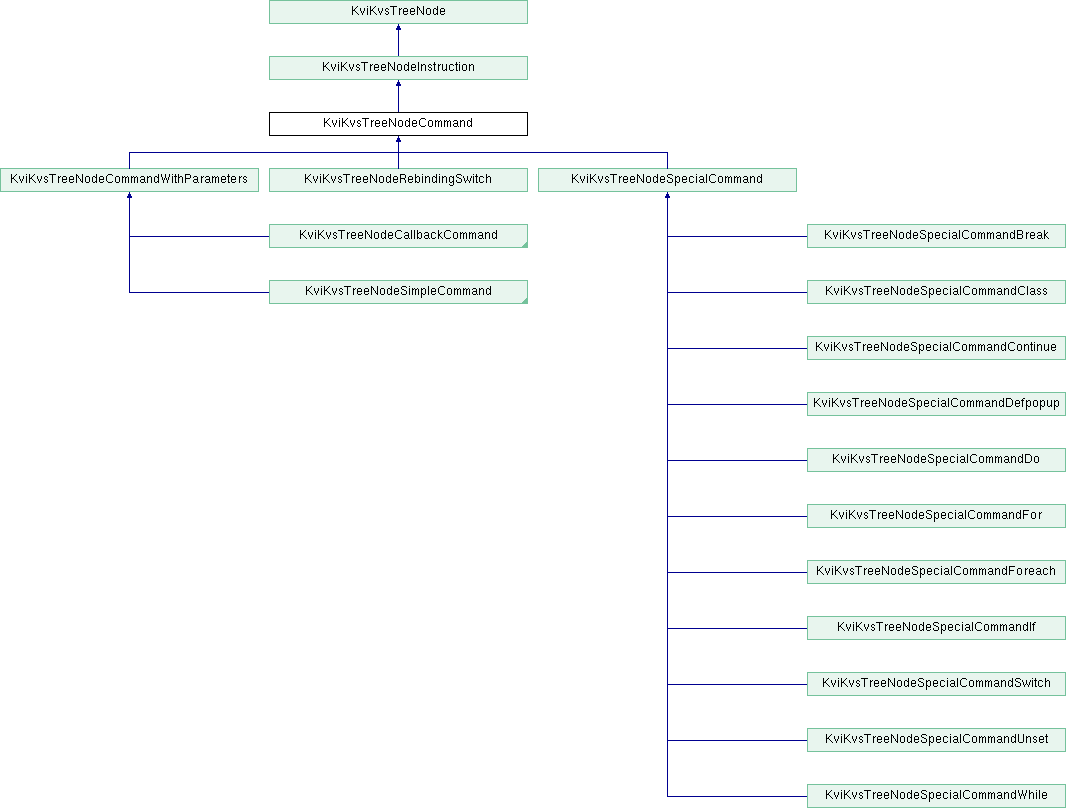 KviKvsTreeNode
KviKvsTreeNodeInstruction
KviKvsTreeNodeCommand
KviKvsTreeNodeCommandWithParameters
KviKvsTreeNodeRebindingSwitch
KviKvsTreeNodeSpecialCommand
KviKvsTreeNodeCallbackCommand
KviKvsTreeNodeSpecialCommandBreak
KviKvsTreeNodeSimpleCommand
KviKvsTreeNodeSpecialCommandClass
KviKvsTreeNodeSpecialCommandContinue
KviKvsTreeNodeSpecialCommandDefpopup
KviKvsTreeNodeSpecialCommandDo
KviKvsTreeNodeSpecialCommandFor
KviKvsTreeNodeSpecialCommandForeach
KviKvsTreeNodeSpecialCommandIf
KviKvsTreeNodeSpecialCommandSwitch
KviKvsTreeNodeSpecialCommandUnset
KviKvsTreeNodeSpecialCommandWhile